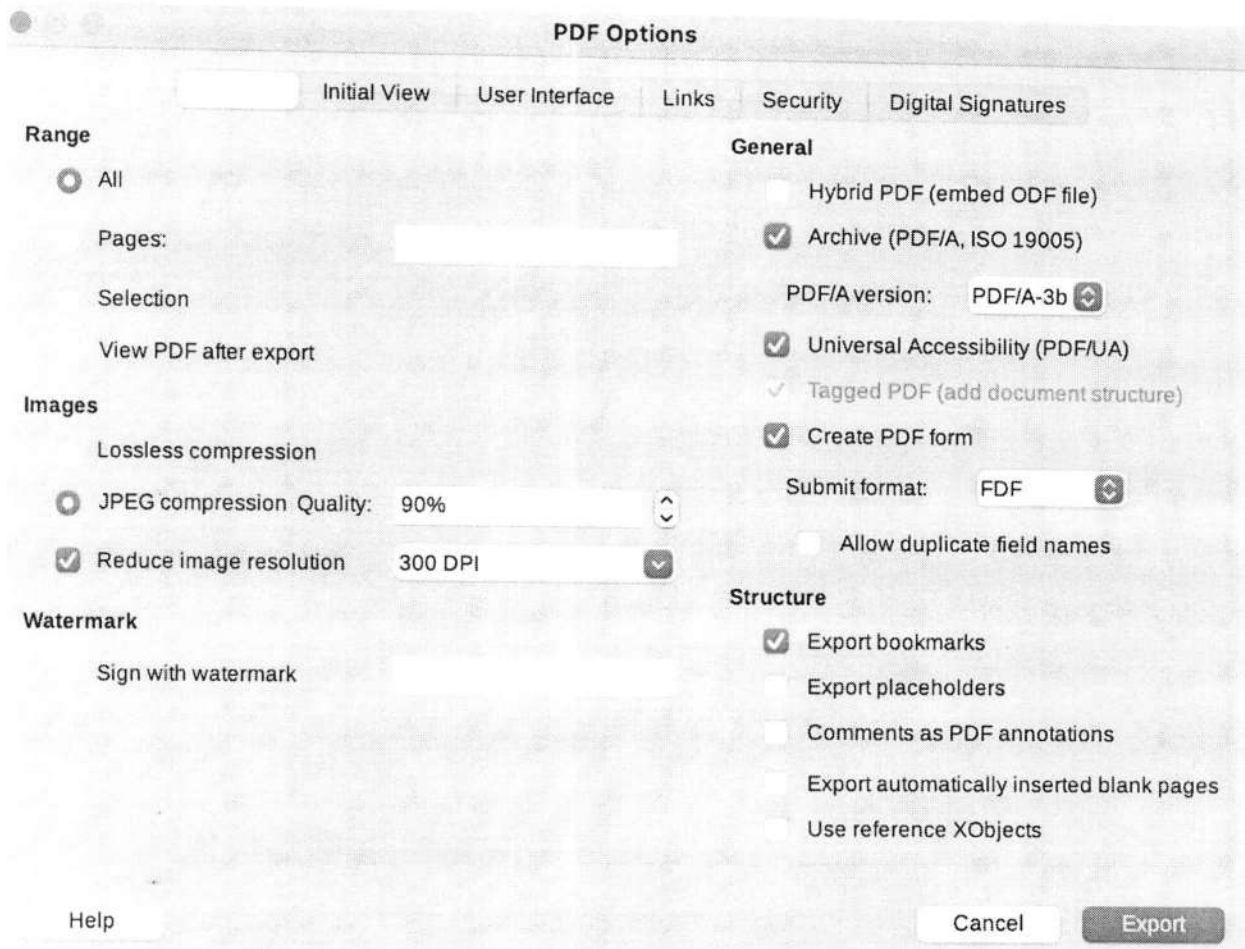 PDF Options
Initial View User Interface Links Security Digital Signatures
Range
All
Pages:
Selection
View PDF after export
Images
Lossless compression
JPEG compression Quality: 90%
Reduce image resolution 300 DPI
Watermark
Sign with watermark
General
Hybrid PDF (embed ODF file)
Archive (PDF/A, ISO 19005)
PDF/A version: PDF/A-3b
Universal Accessibility (PDF/UA)
Tagged PDF (add document structure)
Create PDF form
Submit format: FDF
Allow duplicate field names
Structure
Export bookmarks
Export placeholders
Comments as PDF annotations
Export automatically inserted blank pages
Use reference XObjects
Help Cancel Export